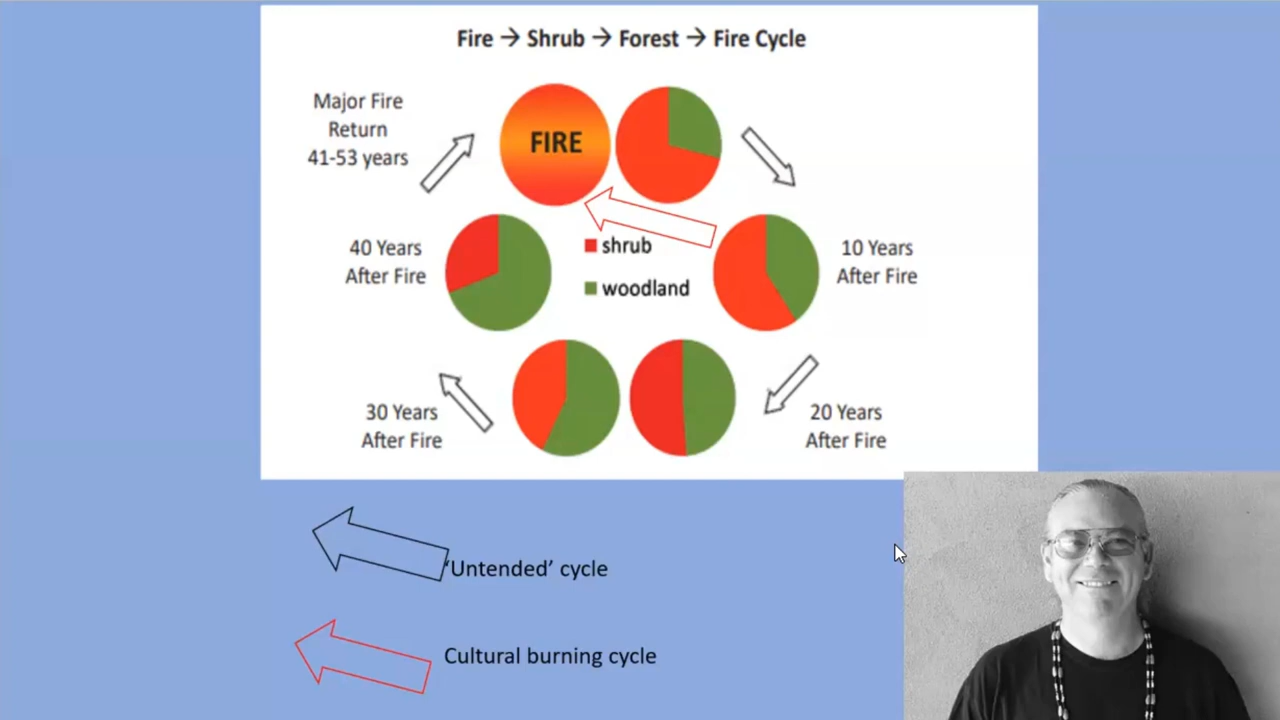 Fire → Shrub → Forest → Fire Cycle
Major Fire
Return
41-53 years
FIRE
40 Years
After Fire
shrub
woodland
10 Years
After Fire
30 Years
After Fire
20 Years
After Fire
‘Untended’ cycle
Cultural burning cycle